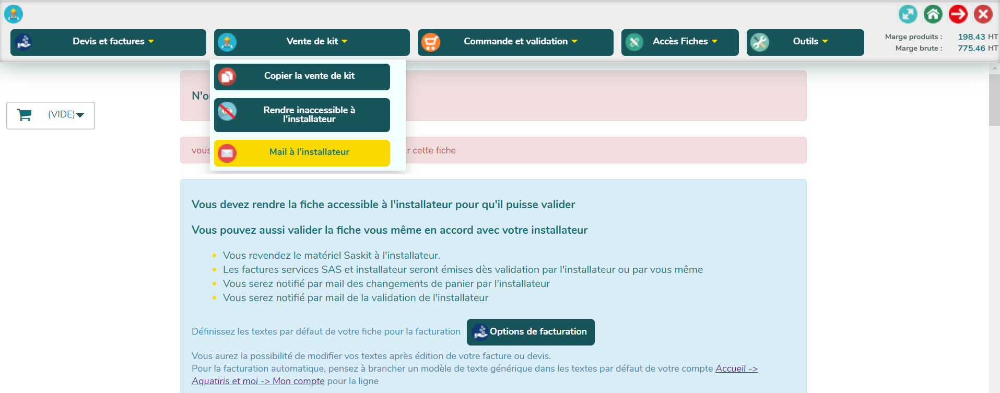 Devis et factures
Vente de kit
Commande et validation
Accès Fiches
Outils
Marge produits : 198.43 HT
Marge brute : 775.46 HT
Copier la vente de kit
Rendre inaccessible à
l'installateur
Mail à l'installateur
(VIDE)
cette fiche
Vous devez rendre la fiche accessible à l'installateur pour qu'il puisse valider
Vous pouvez aussi valider la fiche vous même en accord avec votre installateur
Vous revendez le matériel Saskit à l'installateur.
Les factures services SAS et installateur seront émises dès validation par l'installateur ou par vous même
Vous serez notifié par mail des changements de panier par l'installateur
Vous serez notifié par mail de la validation de l'installateur
Définissez les textes par défaut de votre fiche pour la facturation
Options de facturation
Vous aurez la possibilité de modifier vos textes après édition de votre facture ou devis.
Pour la facturation automatique, pensez à brancher un modèle de texte générique dans les textes par défaut de votre compte Accueil ->
Aquatiris et moi -> Mon compte pour la ligne